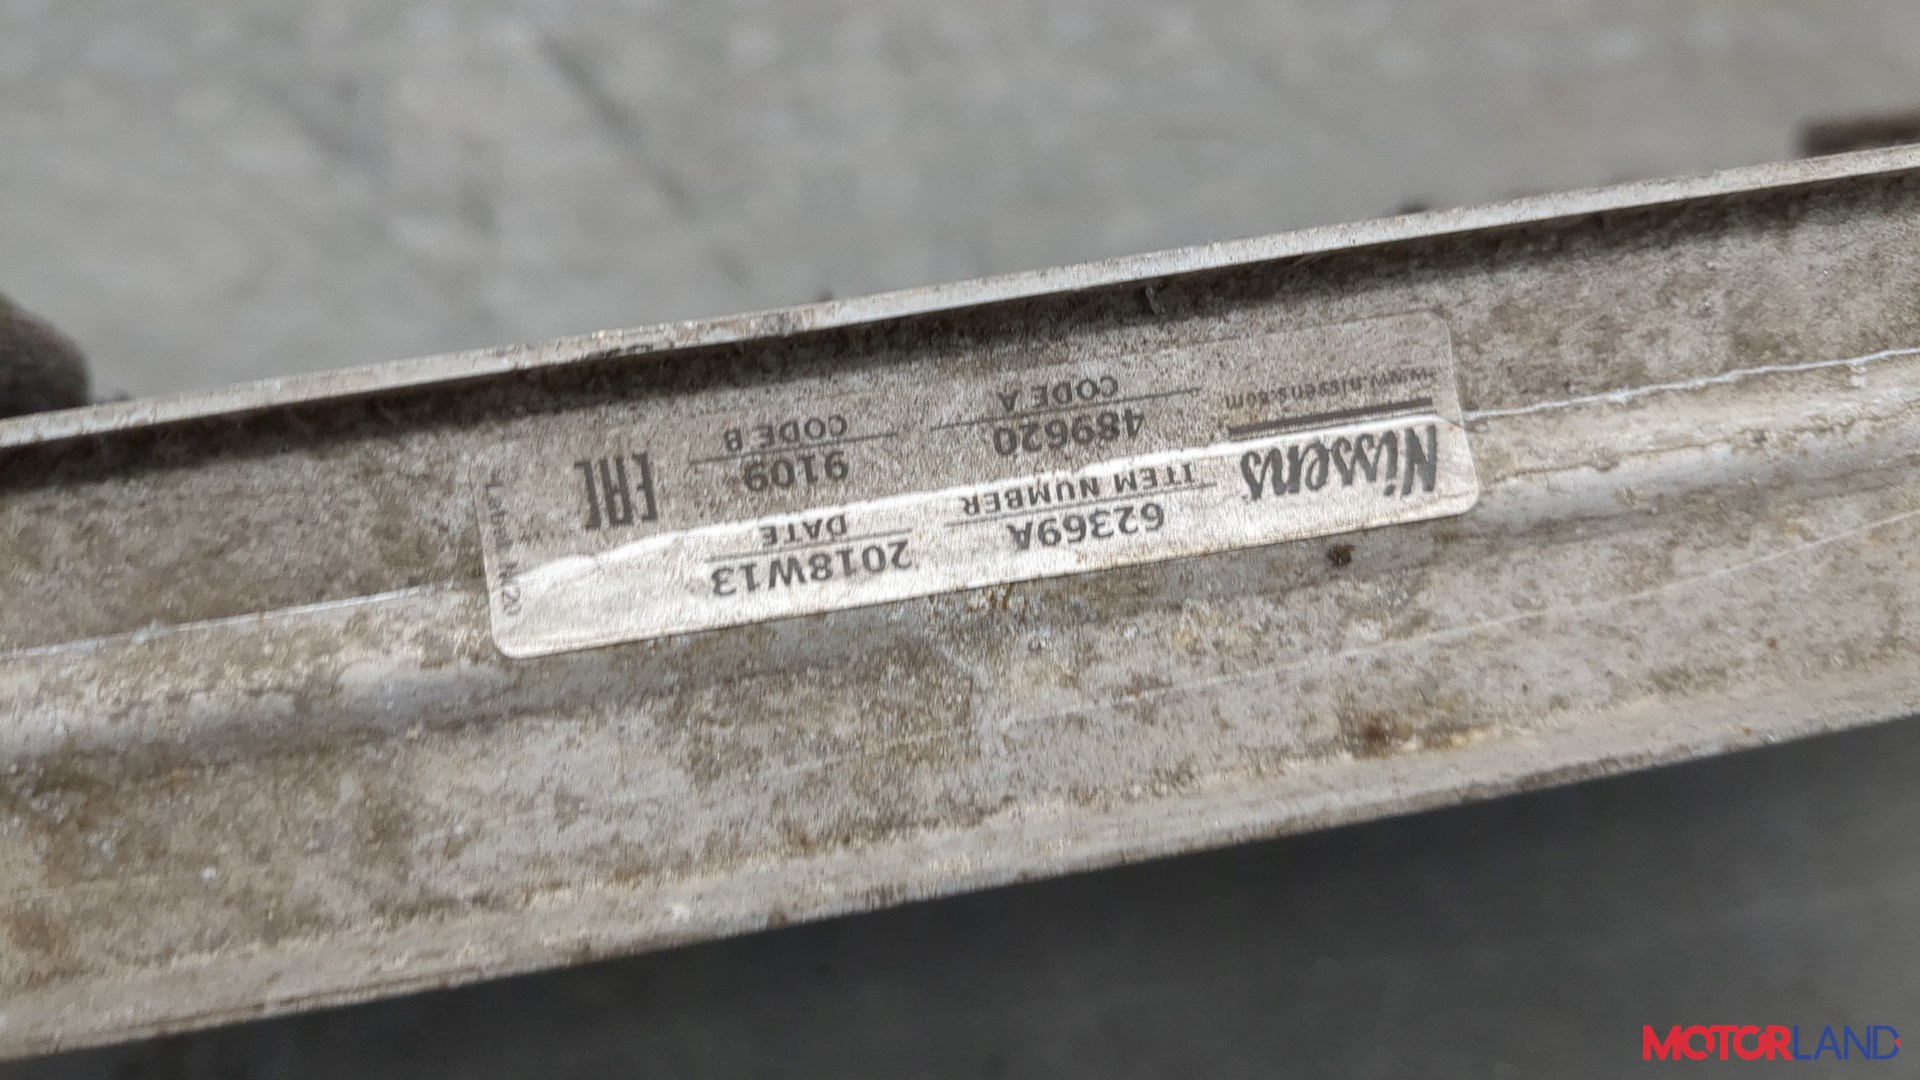 Nissens
www.nissens.com
62369A
ITEM NUMBER
489620
CODE A
2018W13
DATE
9109
CODE B
EAC
MOTORLAND